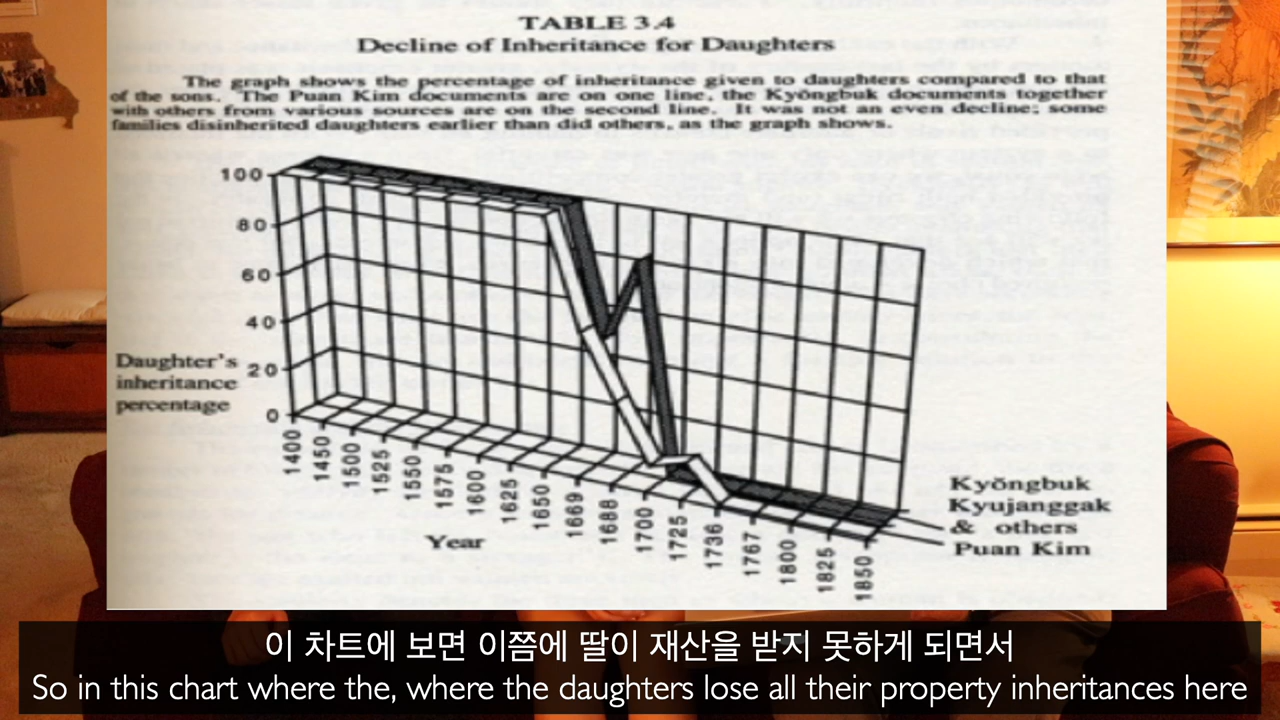 TABLE 3.4
Decline of Inheritance for Daughters
The graph shows the percentage of inheritance given to daughters compared to that
of the sons. The Puan Kim documents are on one line, the Kyŏngbuk documents together
with others from various sources are on the second line. It was not an even decline; some
families disinherited daughters earlier than did others, as the graph shows.
100
80
60
40
20
0
Daughter's
inheritance
percentage
1400
1450
1500
1525
1550
1575
1600
1625
1650
1669
1688
1700
1725
1736
1767
1800
1825
1850
Year
Kyŏngbuk
Kyujanggak
& others
Puan Kim
이 차트에 보면 이쯤에 딸이 재산을 받지 못하게 되면서
So in this chart where the, where the daughters lose all their property inheritances here